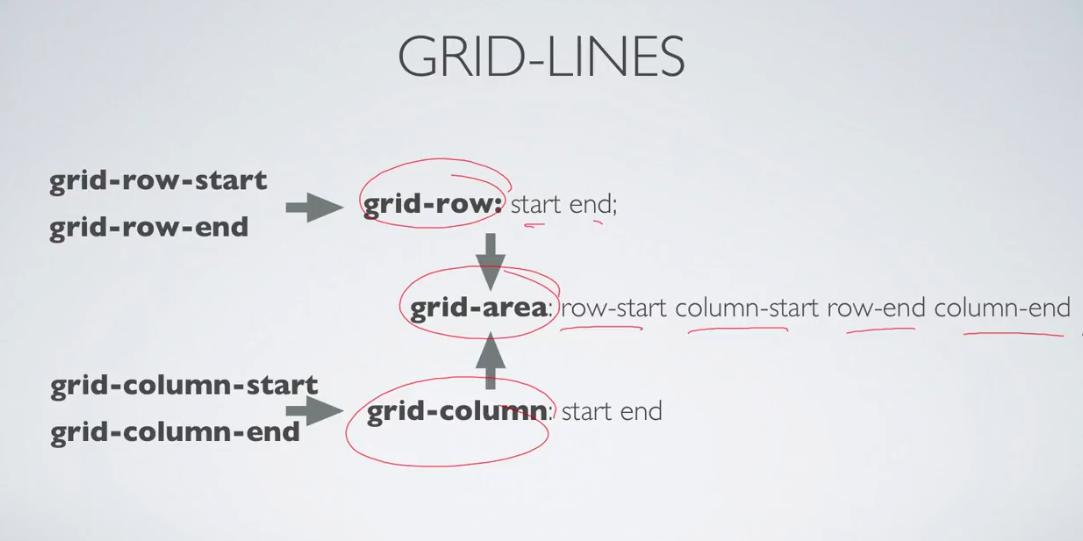 GRID-LINES
grid-row-start
grid-row-end
grid-row: start end;
grid-area: row-start column-start row-end column-end
grid-column-start
grid-column-end
grid-column: start end